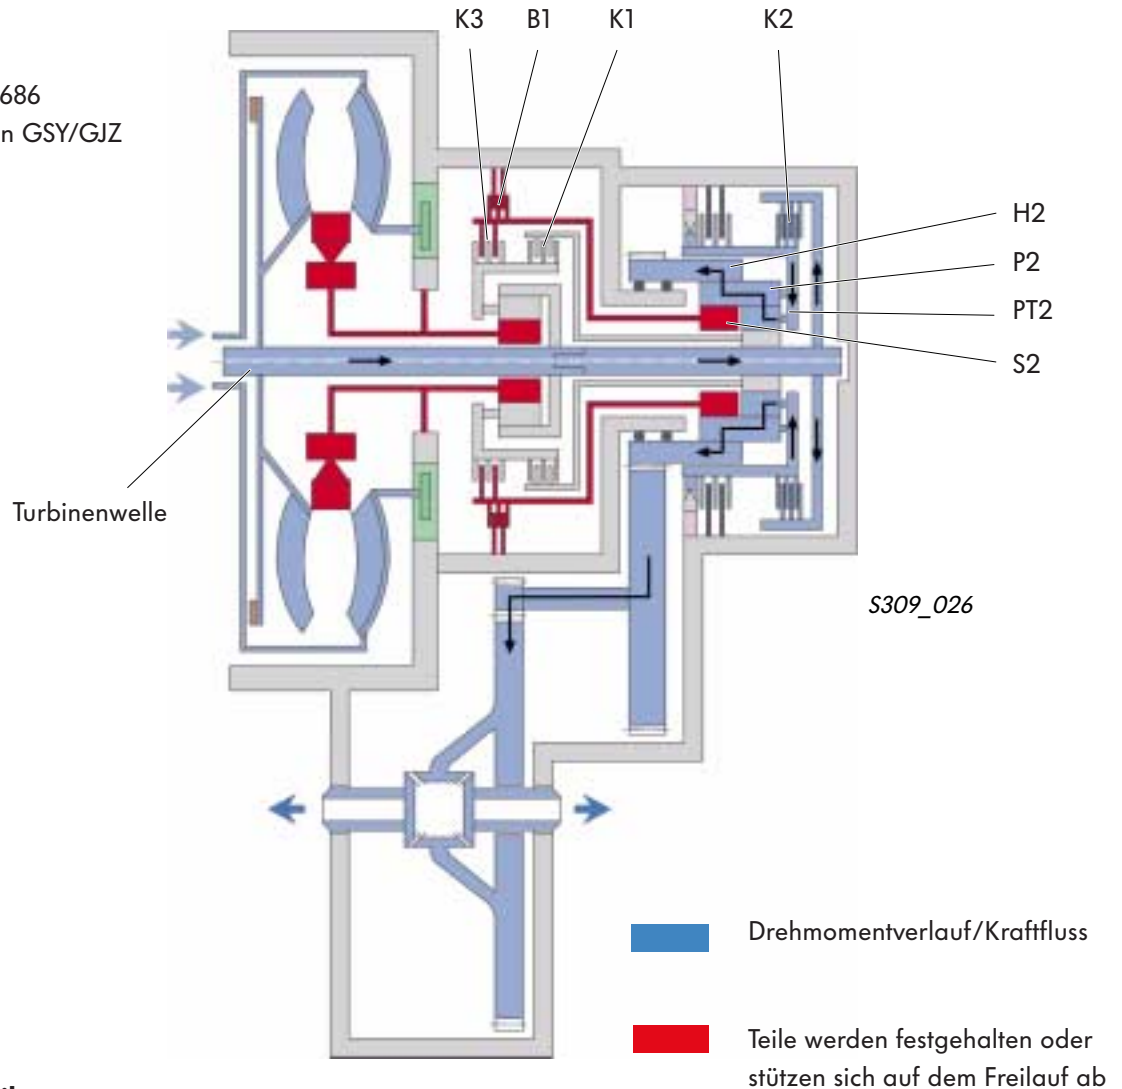 K3 B1 K1 K2
686
n GSY/GJZ
H2
P2
PT2
S2
Turbinenwelle
S309_026
Drehmomentverlauf/Kraftfluss
Teile werden festgehalten oder
stützen sich auf dem Freilauf ab